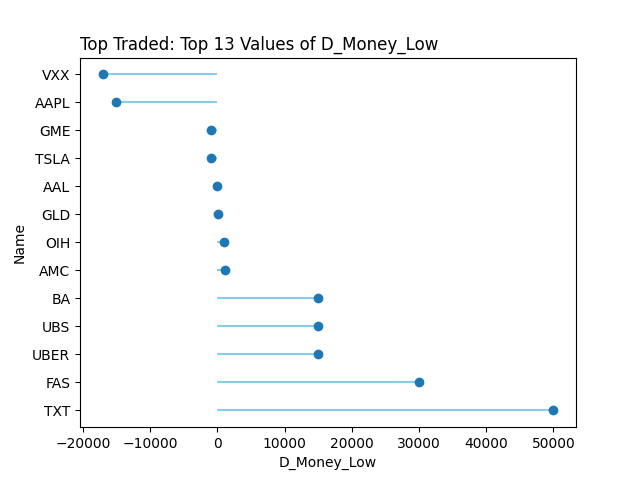 Top Traded: Top 13 Values of D_Money_Low
VXX
AAPL
GME
TSLA
AAL
GLD
OIH
AMC
BA
UBS
UBER
FAS
TXT
Name
−20000 −10000 0 10000 20000 30000 40000 50000
D_Money_Low